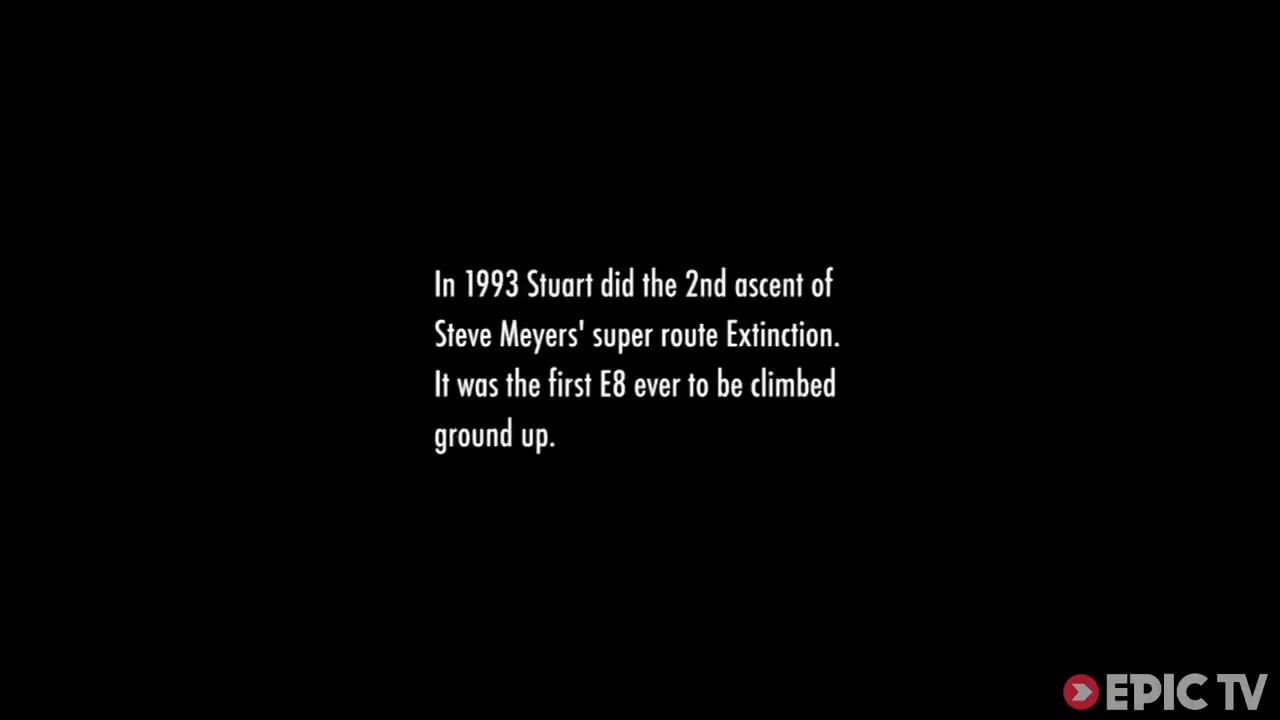 In 1993 Stuart did the 2nd ascent of
Steve Meyers' super route Extinction.
It was the first E8 ever to be climbed
ground up.
EPIC TV